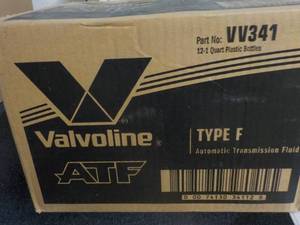 Part No: VV341
12-1 Quart Plastic Bottles
Valvoline
TYPE F
Automatic Transmission Fluid
ATF